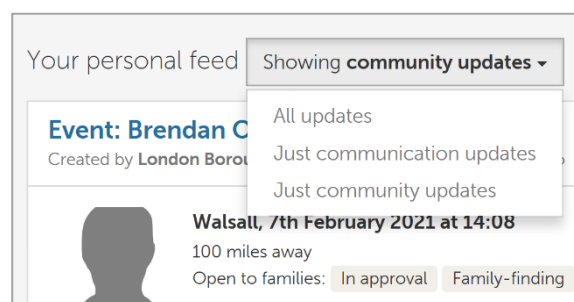 Your personal feed Showing community updates
All updates
Just communication updates
Just community updates
Event: Brendan
Created by London
Walsall, 7th February 2021 at 14:08
100 miles away
Open to families: In approval Family-finding